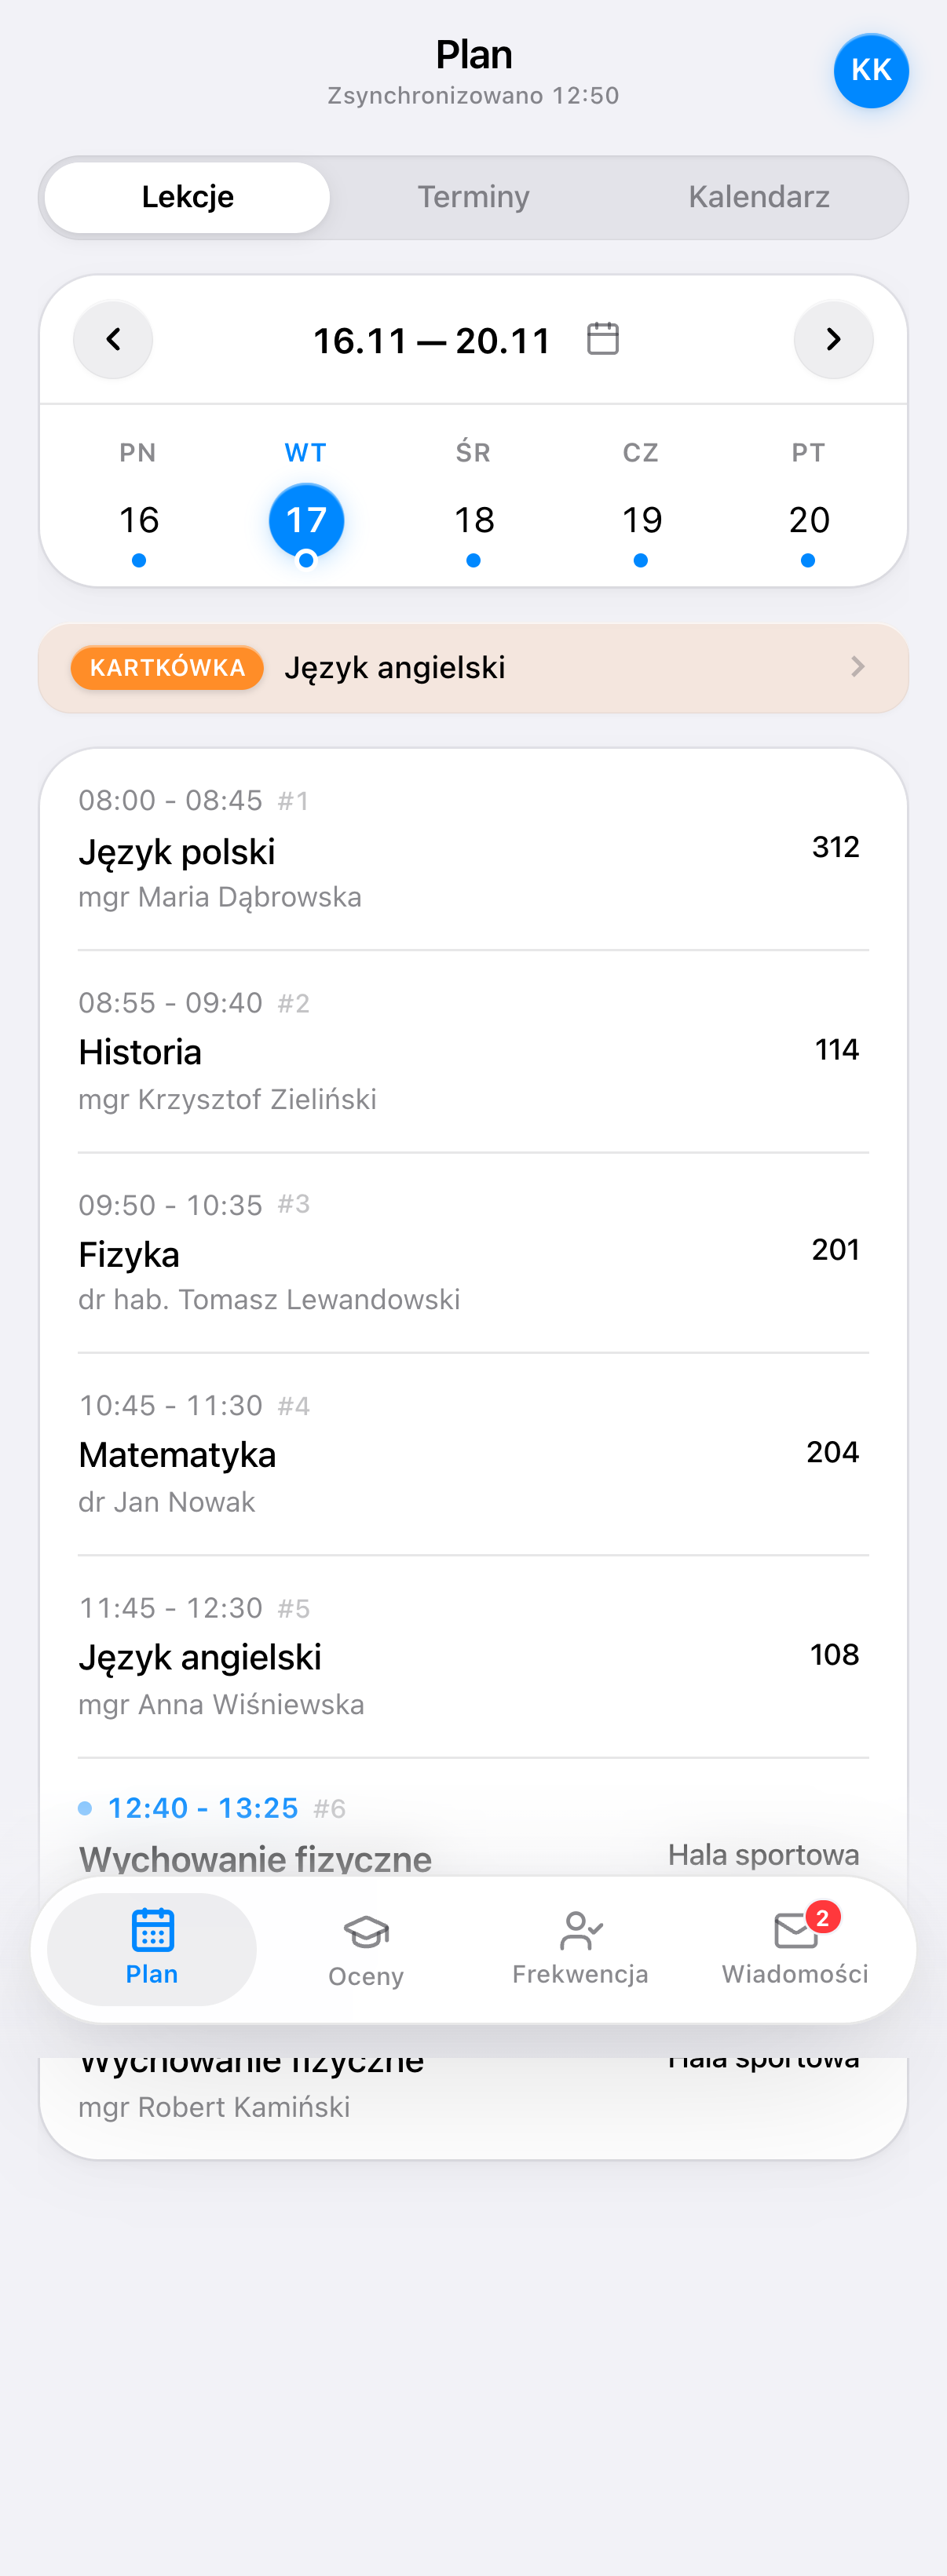 Plan
Zsynchronizowano 12:50
KK
Lekcje Terminy Kalendarz
16.11 — 20.11
PN WT ŚR CZ PT
16 17 18 19 20
KARTKÓWKA Język angielski
08:00 - 08:45 #1
Język polski 312
mgr Maria Dąbrowska
08:55 - 09:40 #2
Historia 114
mgr Krzysztof Zieliński
09:50 - 10:35 #3
Fizyka 201
dr hab. Tomasz Lewandowski
10:45 - 11:30 #4
Matematyka 204
dr Jan Nowak
11:45 - 12:30 #5
Język angielski 108
mgr Anna Wiśniewska
12:40 - 13:25 #6
Wychowanie fizyczne Hala sportowa
2
Plan Oceny Frekwencja Wiadomości
Wychowanie fizyczne Hala sportowa
mgr Robert Kamiński